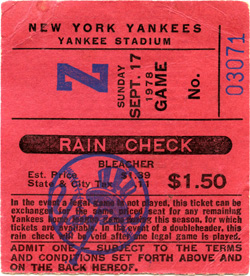 NEW YORK YANKEES
YANKEE STADIUM
Z
SUNDAY
SEPT. 17
1978
GAME
No.
03071
RAIN CHECK
BLEACHER
Est. Price $1.39
State & City Tax .11
$1.50
In the event a legal game is not played, this ticket can be
exchanged for the same priced seat for any remaining
Yankees home game this season, for which
tickets are available. In the event of a doubleheader, this
rain check is void after one legal game is played.
ADMIT ONE — SUBJECT TO THE TERMS
AND CONDITIONS SET FORTH ABOVE AND
ON THE BACK HEREOF.